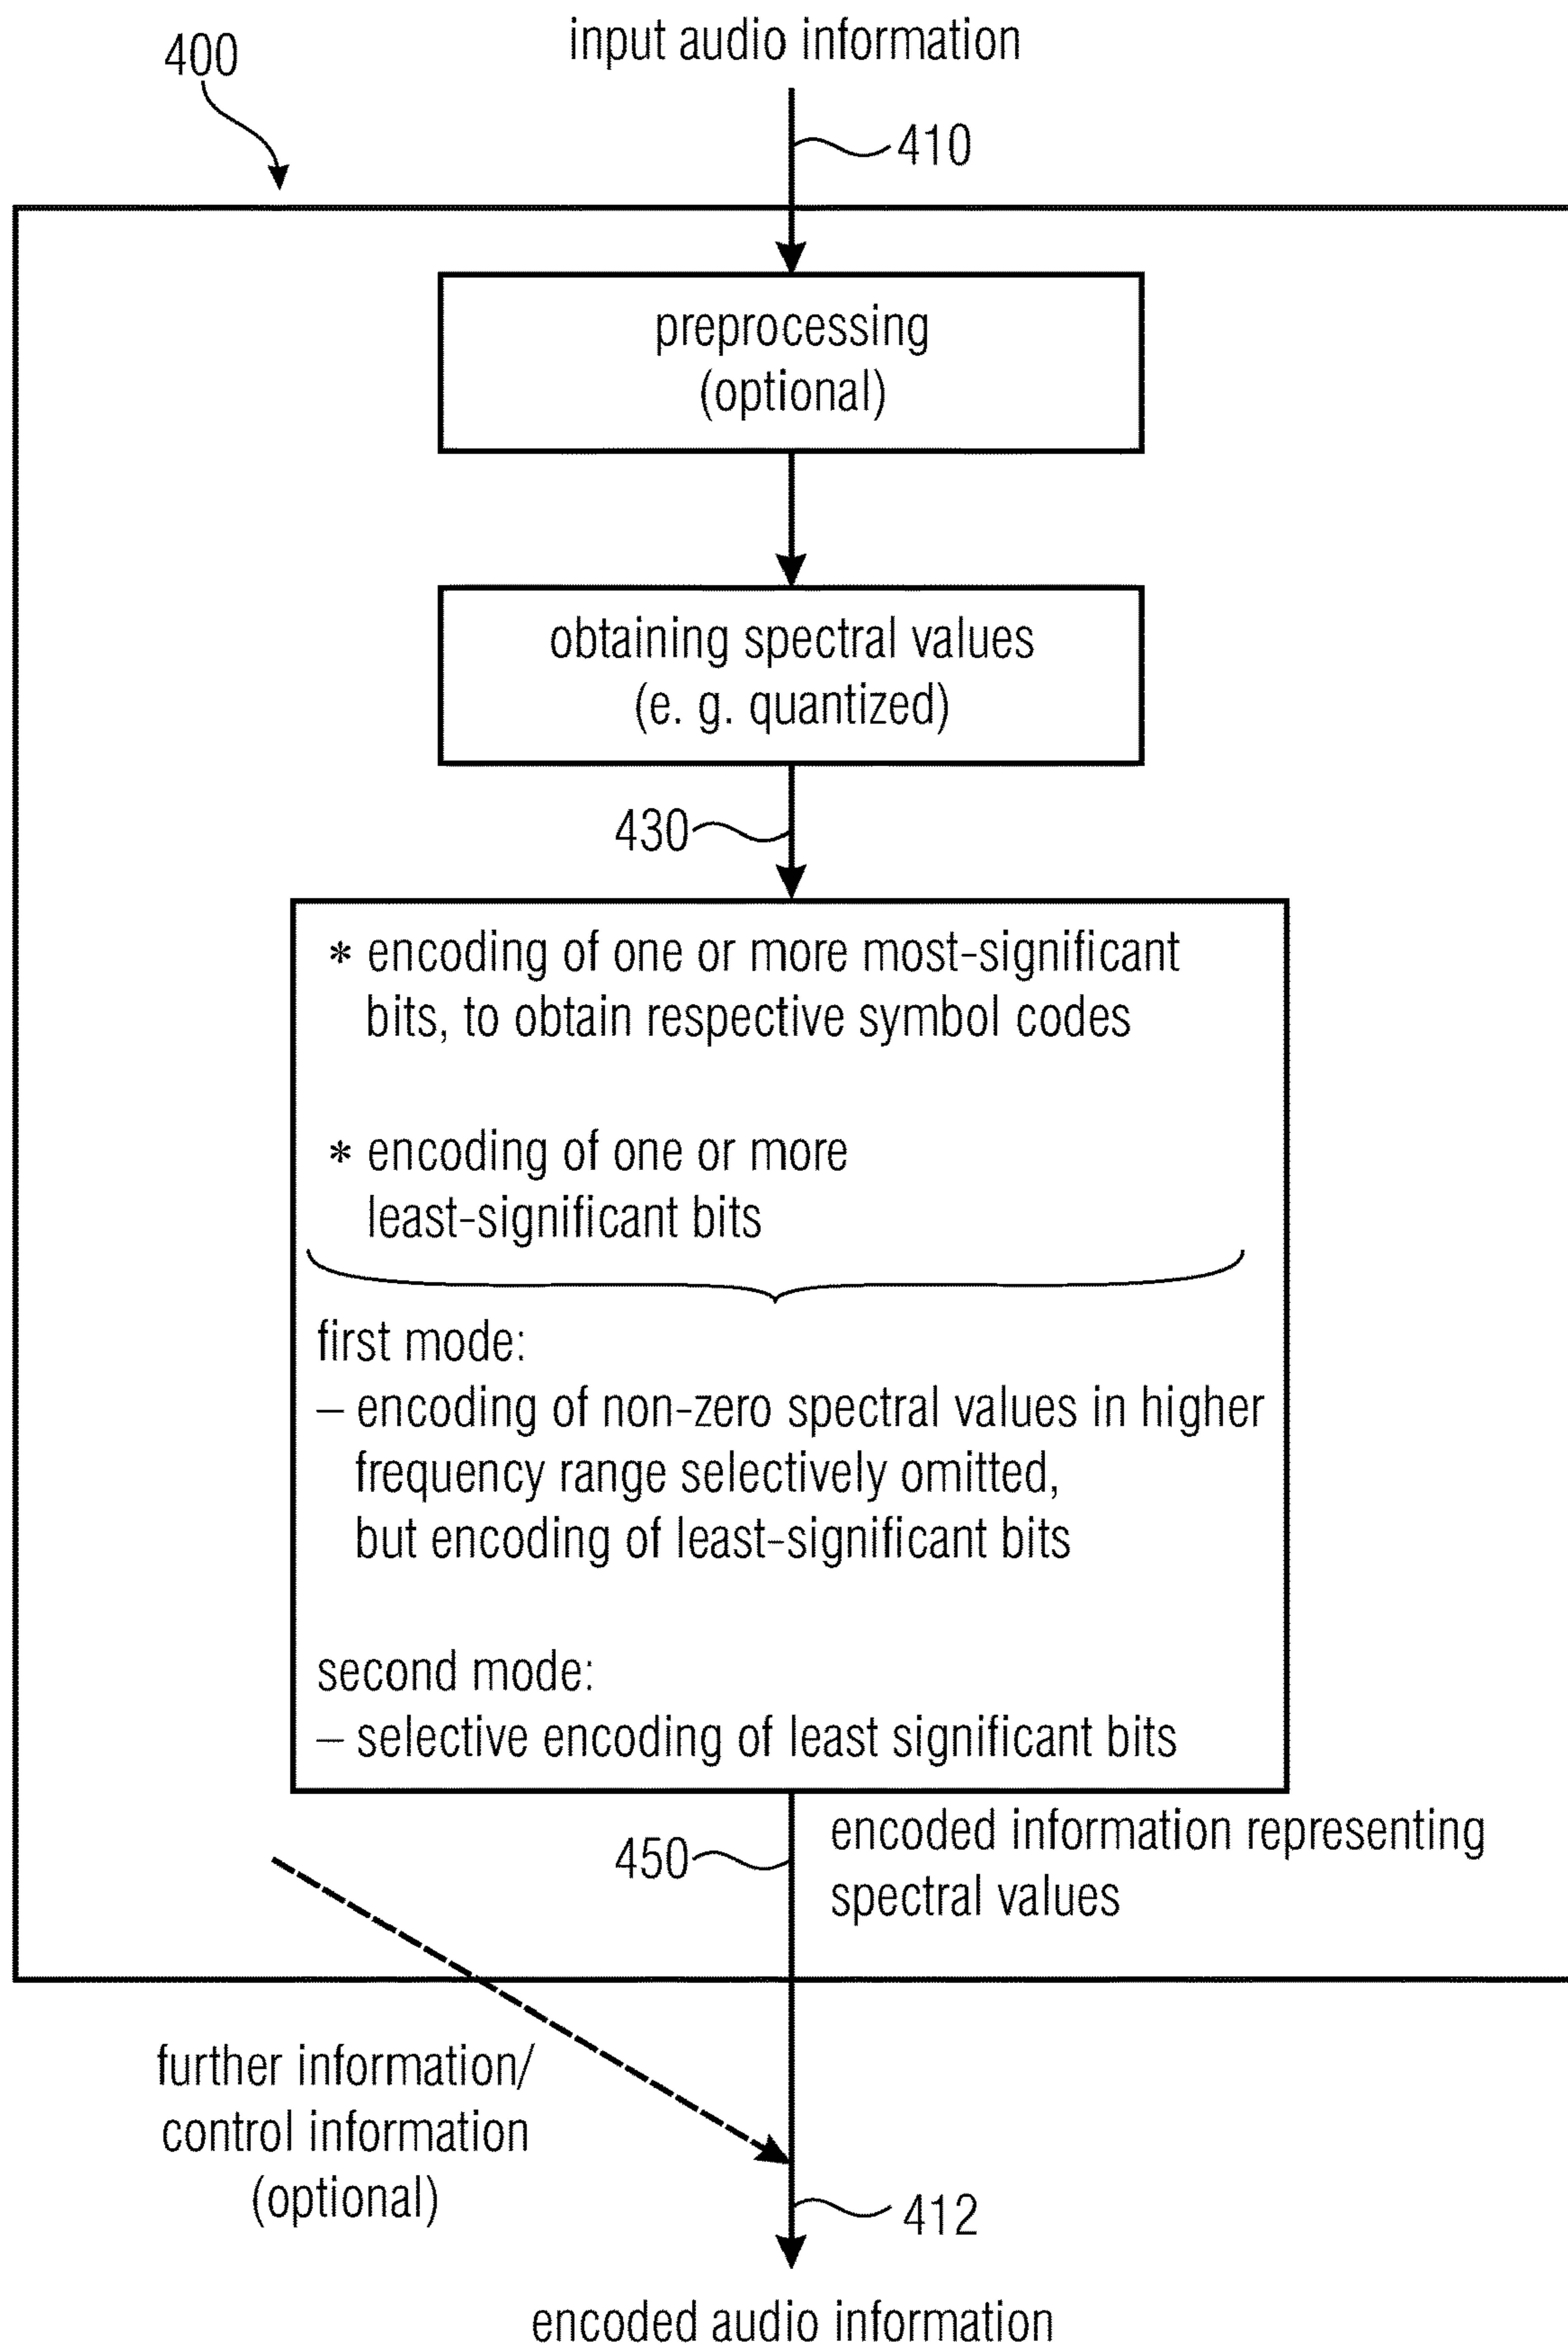 400
input audio information
410
preprocessing
(optional)
obtaining spectral values
(e. g. quantized)
430
* encoding of one or more most-significant
bits, to obtain respective symbol codes
* encoding of one or more
least-significant bits
first mode:
– encoding of non-zero spectral values in higher
frequency range selectively omitted,
but encoding of least-significant bits
second mode:
– selective encoding of least significant bits
450
encoded information representing
spectral values
further information/
control information
(optional)
412
encoded audio information